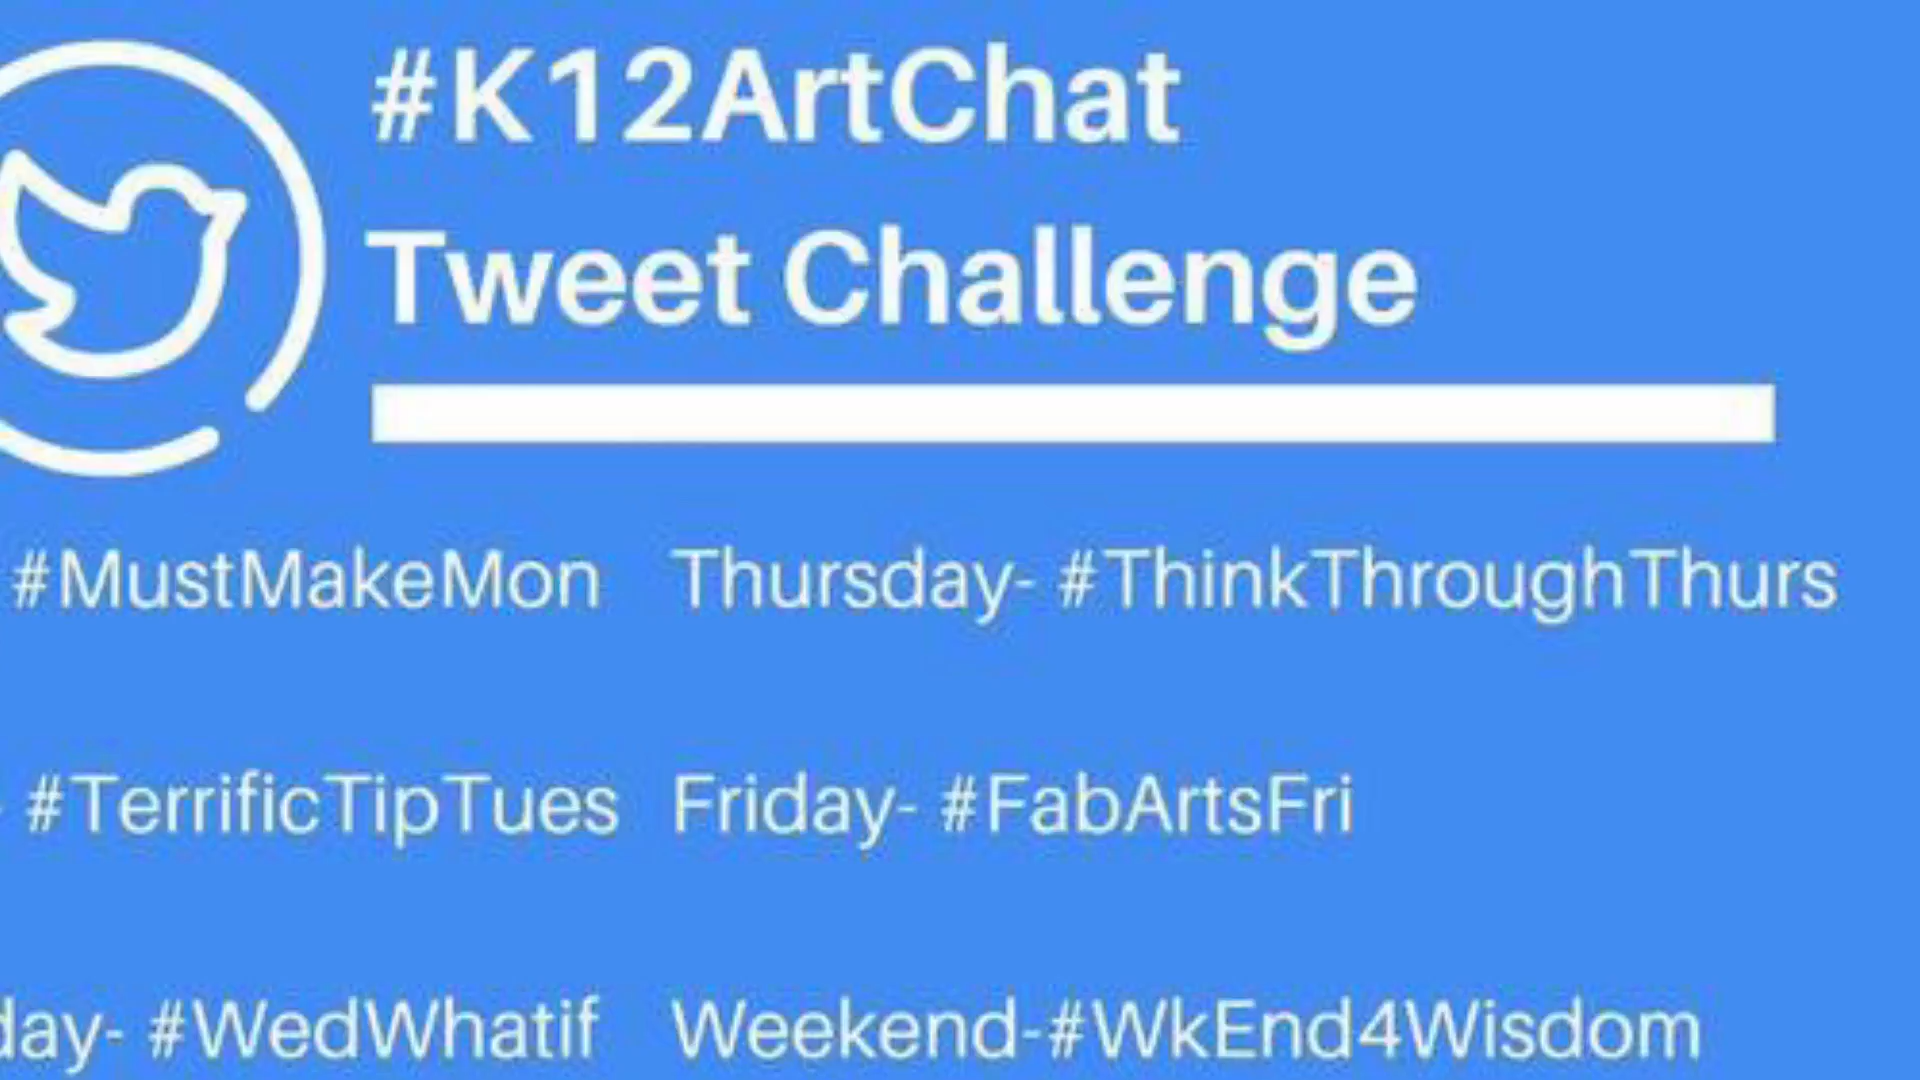 #K12ArtChat
Tweet Challenge
#MustMakeMon
Thursday- #ThinkThroughThurs
- #TerrificTipTues
Friday- #FabArtsFri
day- #WedWhatif
Weekend-#WkEnd4Wisdom